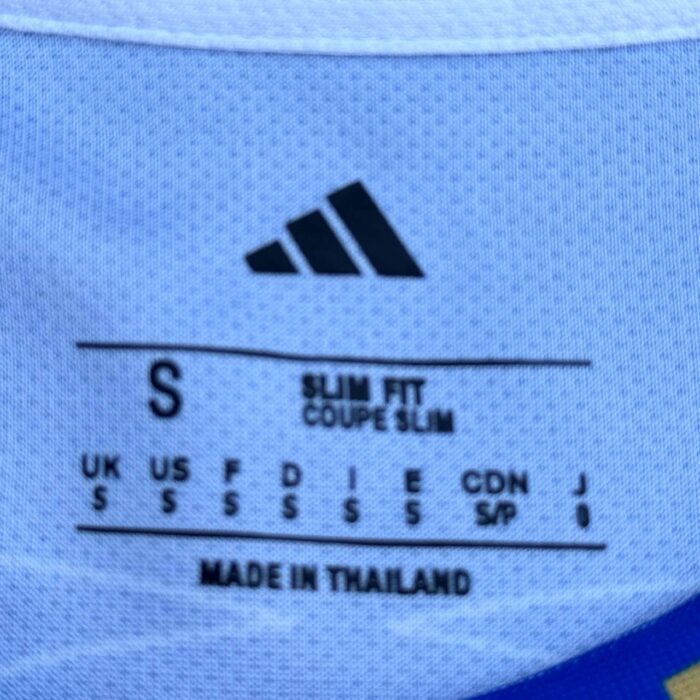 S
SLIM FIT
COUPE SLIM
UK US F D I E CDN J
S S S S S S S/P
MADE IN THAILAND